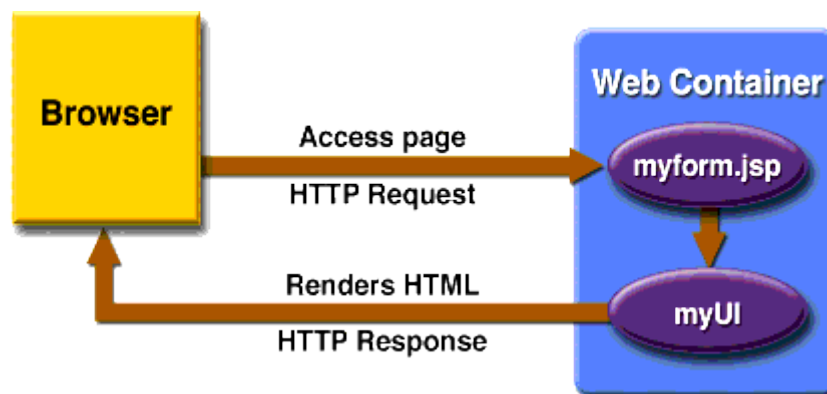 Browser
Web Container
Access page
HTTP Request
myform.jsp
Renders HTML
HTTP Response
myUI